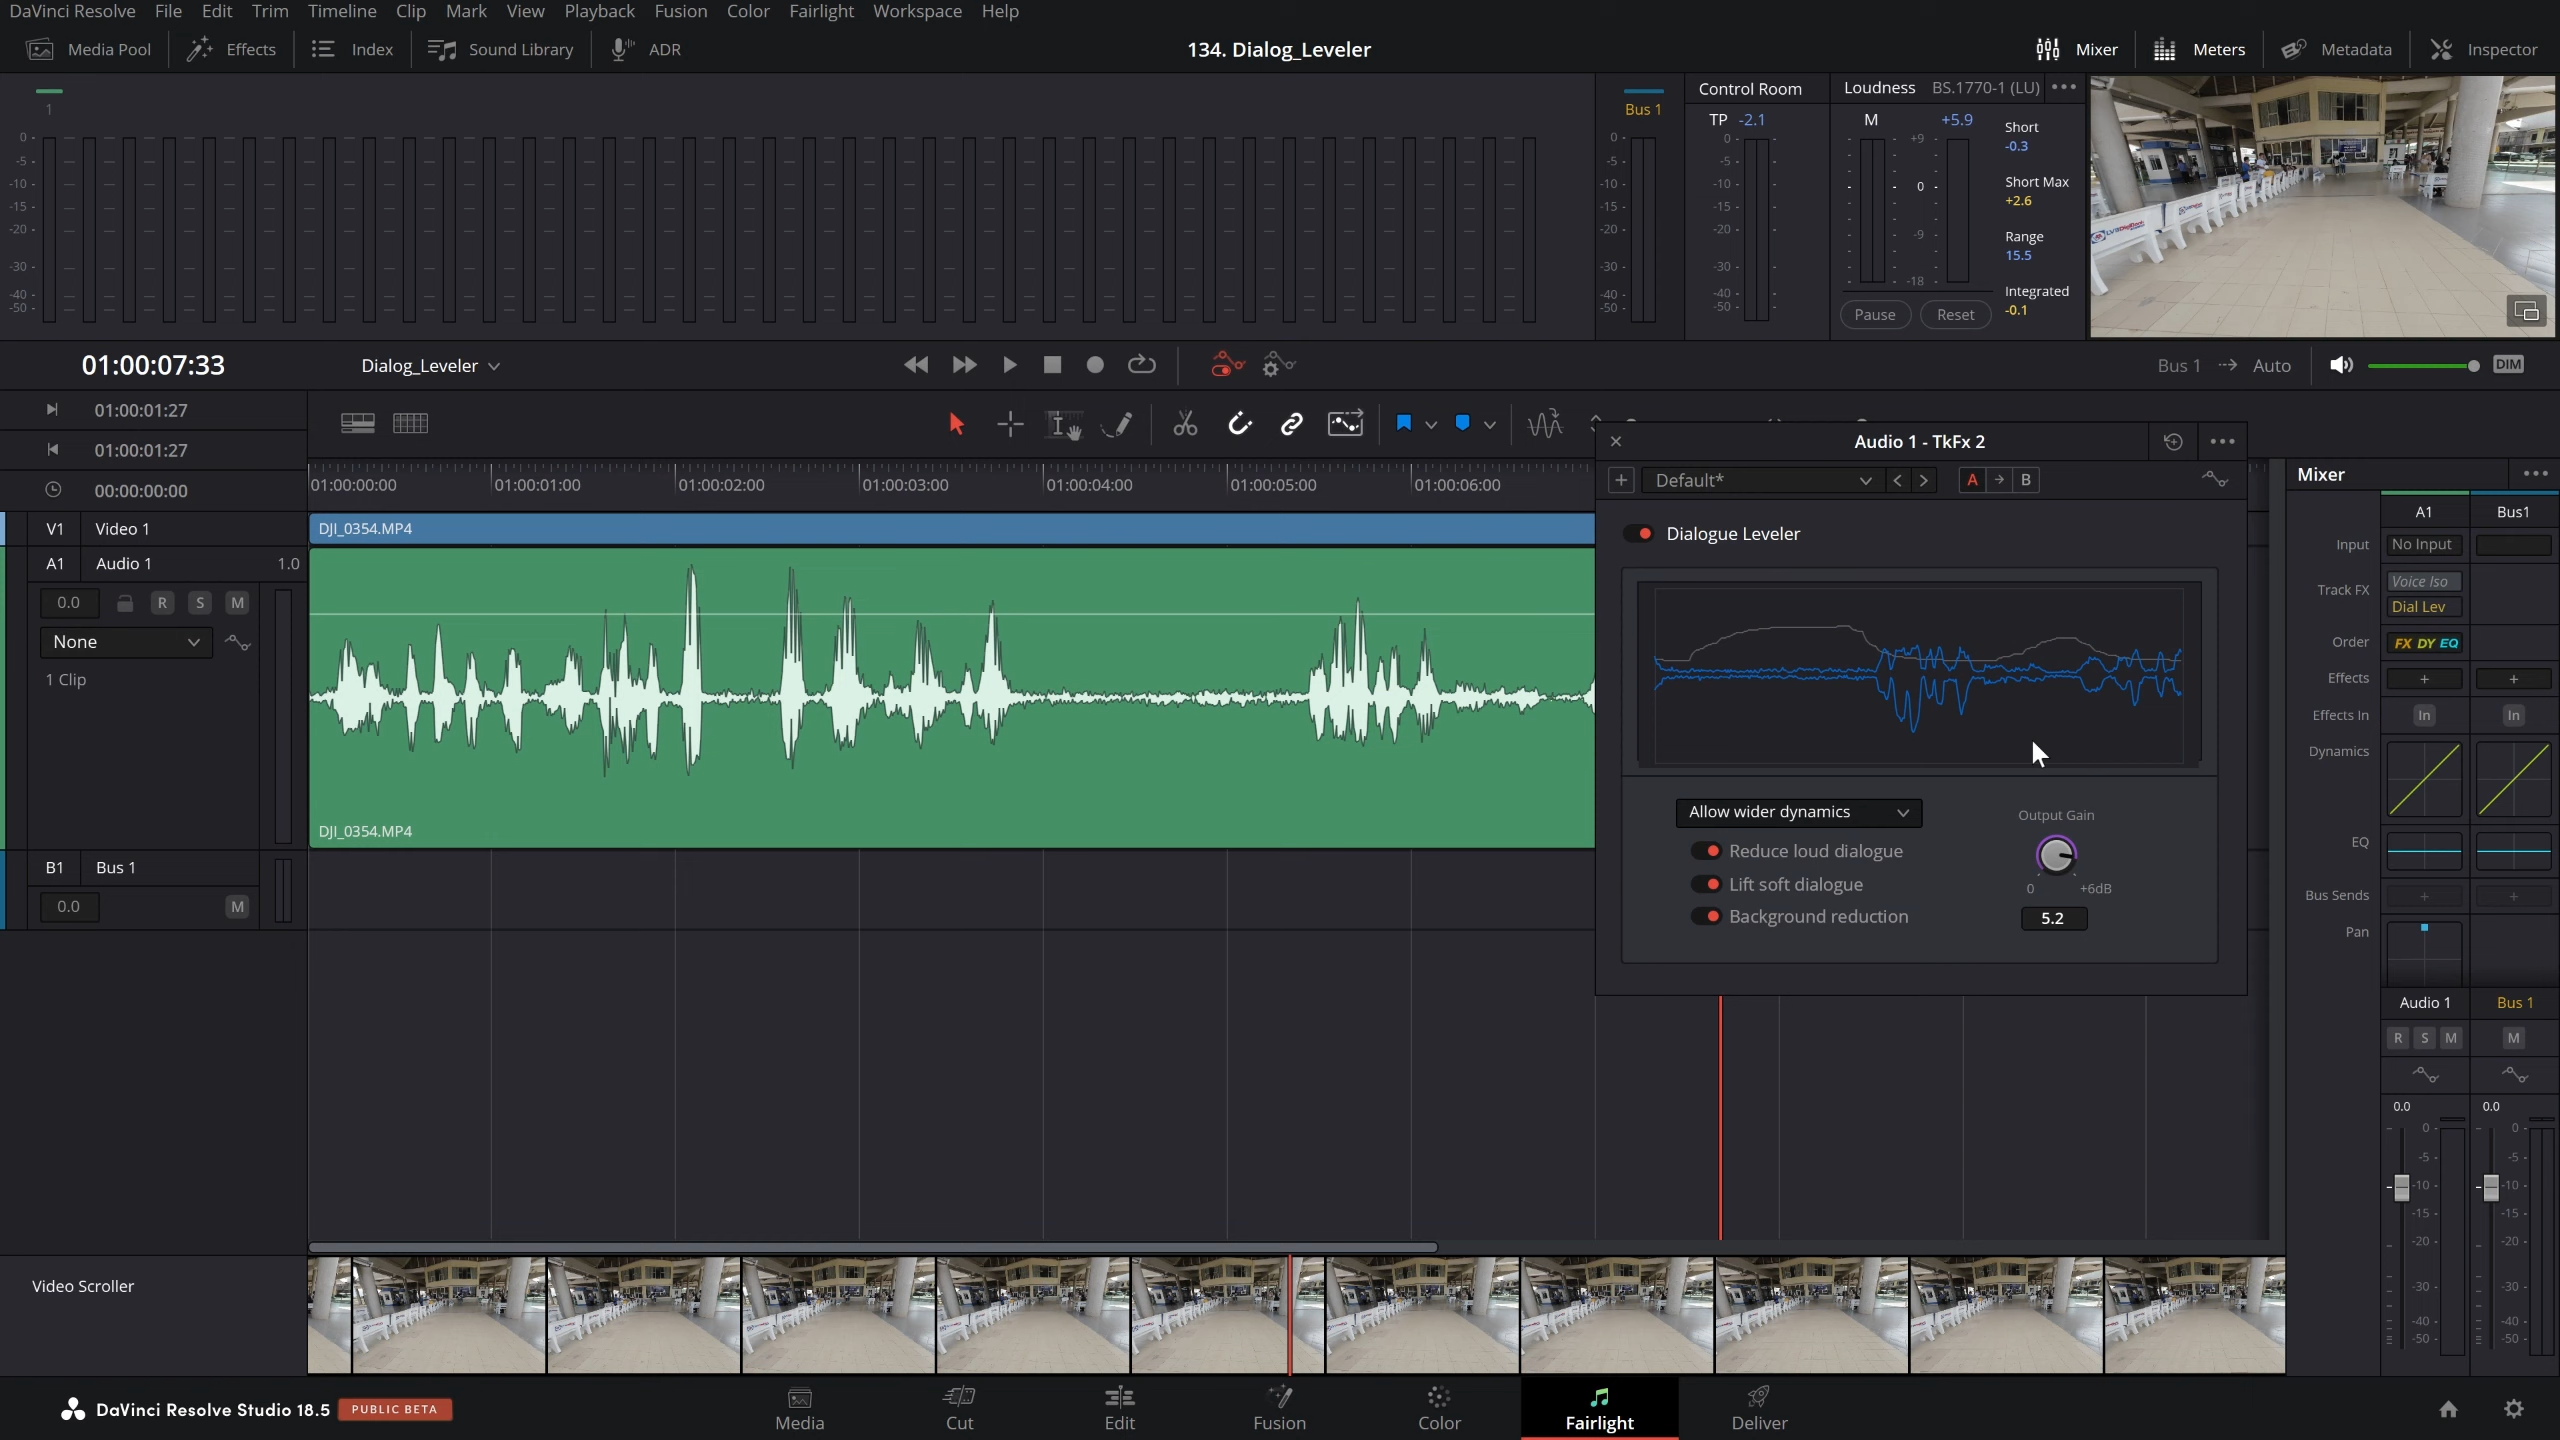 DaVinci Resolve File Edit Trim Timeline Clip Mark View Playback Fusion Color Fairlight Workspace Help
Media Pool Effects Index Sound Library ADR 134. Dialog_Leveler Mixer Meters Metadata Inspector
1
Bus 1
Control Room
TP -2.1
Loudness BS.1770-1 (LU)
M +5.9
0
-5
-10
-15
-20
-30
-40
-50
0
-5
-10
-15
-20
-30
-40
-50
0
-5
-10
-15
-20
-30
-40
-50
+9
0
-9
-18
Short
-0.3
Short Max
+2.6
Range
15.5
Integrated
-0.1
Pause Reset
01:00:07:33 Dialog_Leveler Bus 1 Auto DIM
01:00:01:27
01:00:01:27
00:00:00:00
01:00:00:00 01:00:01:00 01:00:02:00 01:00:03:00 01:00:04:00 01:00:05:00 01:00:06:00
V1 Video 1
DJI_0354.MP4
A1 Audio 1 1.0
0.0 R S M
None
1 Clip
DJI_0354.MP4
B1 Bus 1
0.0 M
Audio 1 - TkFx 2
Default* A B
Dialogue Leveler
Allow wider dynamics
Reduce loud dialogue
Lift soft dialogue
Background reduction
Output Gain
0 +6dB
5.2
Mixer
A1 Bus1
Input No Input
Track FX Voice Iso
Dial Lev
Order FX DY EQ
Effects + +
Effects In In In
Dynamics
EQ
Bus Sends + +
Pan
Audio 1 Bus 1
R S M M
0.0 0.0
0
-5
-10
-15
-20
-30
-40
-50
0
-5
-10
-15
-20
-30
-40
-50
Video Scroller
DaVinci Resolve Studio 18.5 PUBLIC BETA
Media Cut Edit Fusion Color Fairlight Deliver